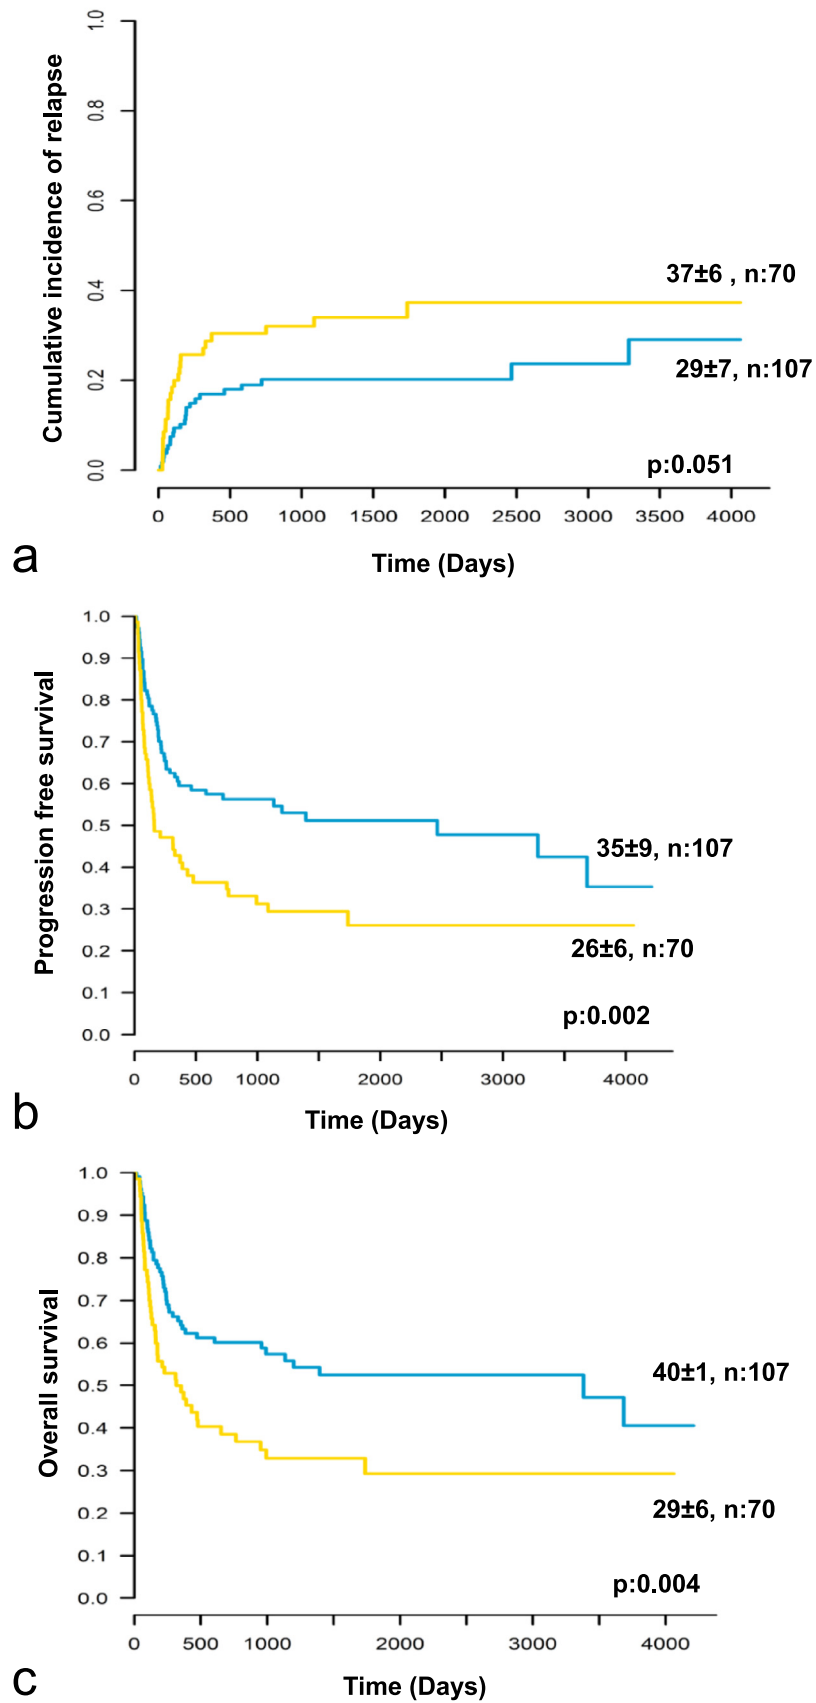 Cumulative incidence of relapse
1.0
0.8
0.6
0.4
0.2
0.0
37±6 , n:70
29±7, n:107
p:0.051
0 500 1000 1500 2000 2500 3000 3500 4000
Time (Days)
a
Progression free survival
1.0
0.9
0.8
0.7
0.6
0.5
0.4
0.3
0.2
0.1
0.0
35±9, n:107
26±6, n:70
p:0.002
0 500 1000 2000 3000 4000
Time (Days)
b
Overall survival
1.0
0.9
0.8
0.7
0.6
0.5
0.4
0.3
0.2
0.1
0.0
40±1, n:107
29±6, n:70
p:0.004
0 500 1000 2000 3000 4000
Time (Days)
c